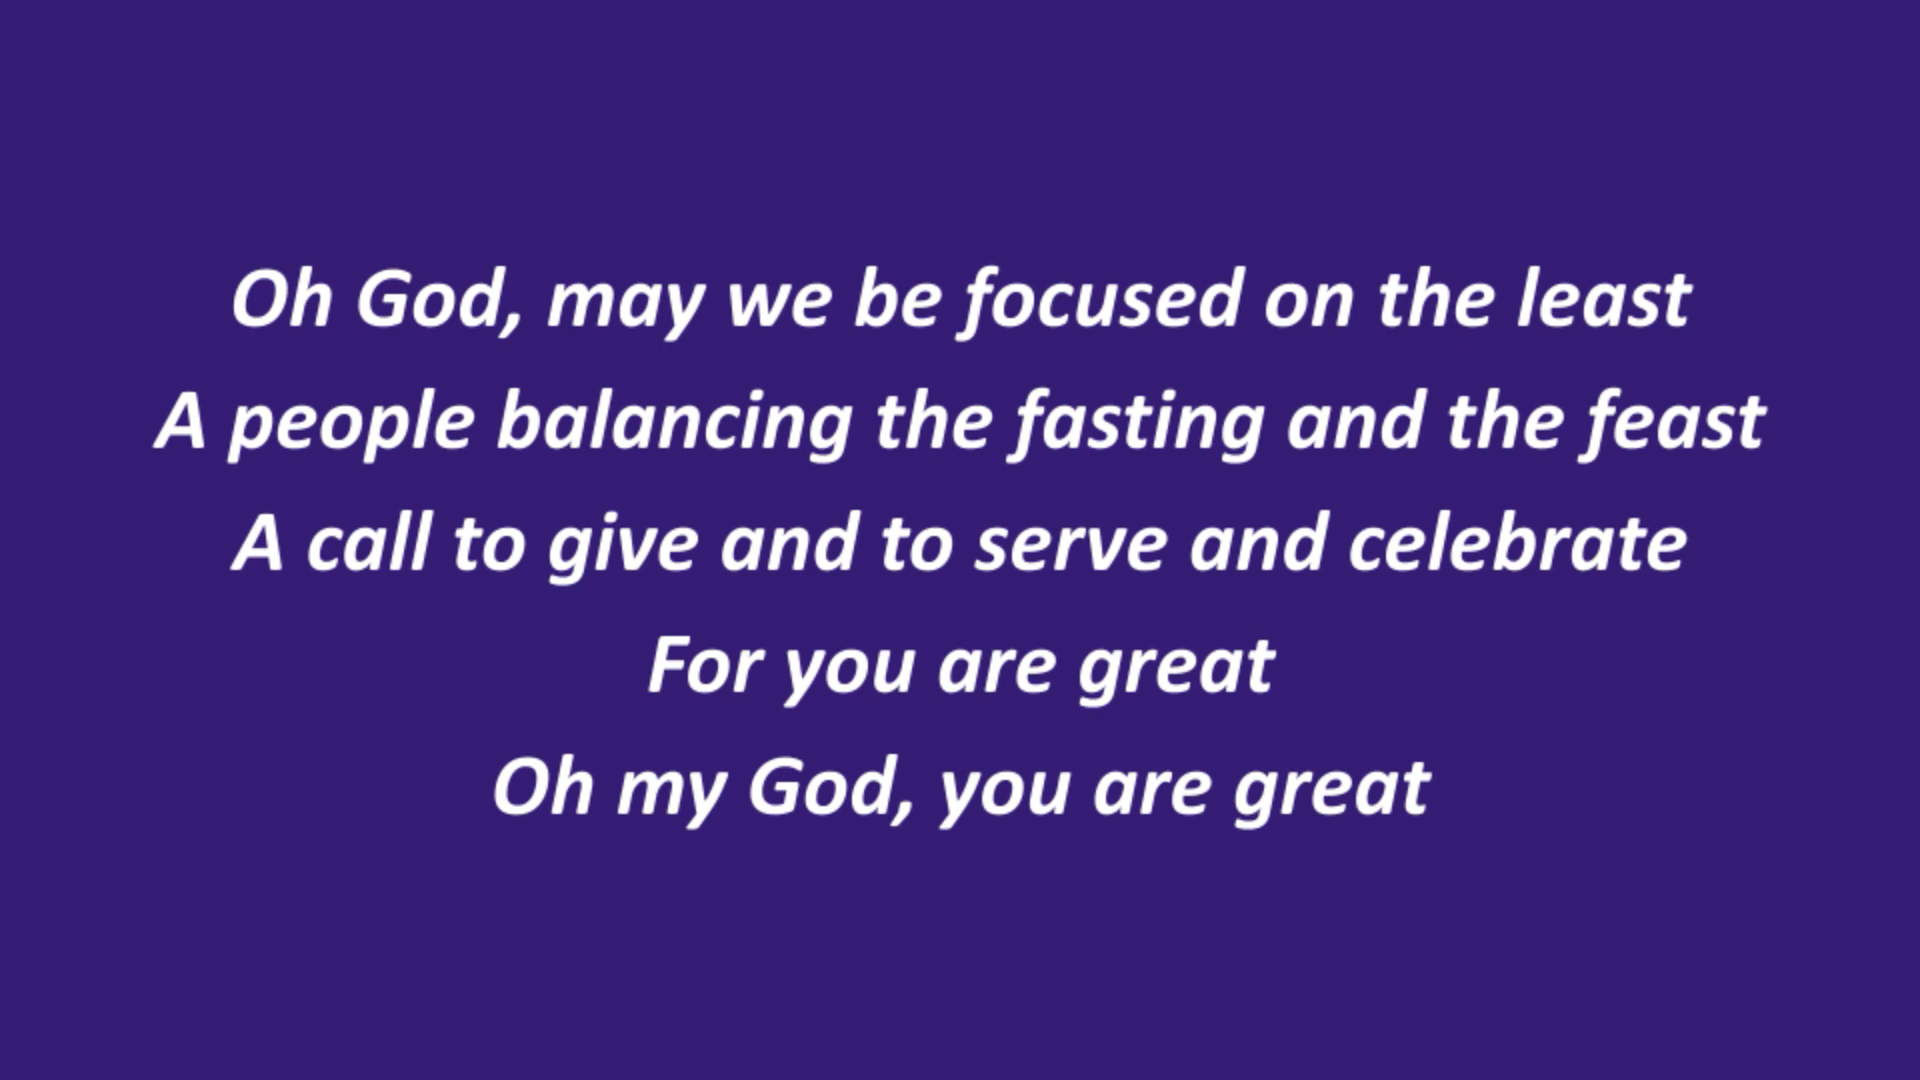 Oh God, may we be focused on the least
A people balancing the fasting and the feast
A call to give and to serve and celebrate
For you are great
Oh my God, you are great